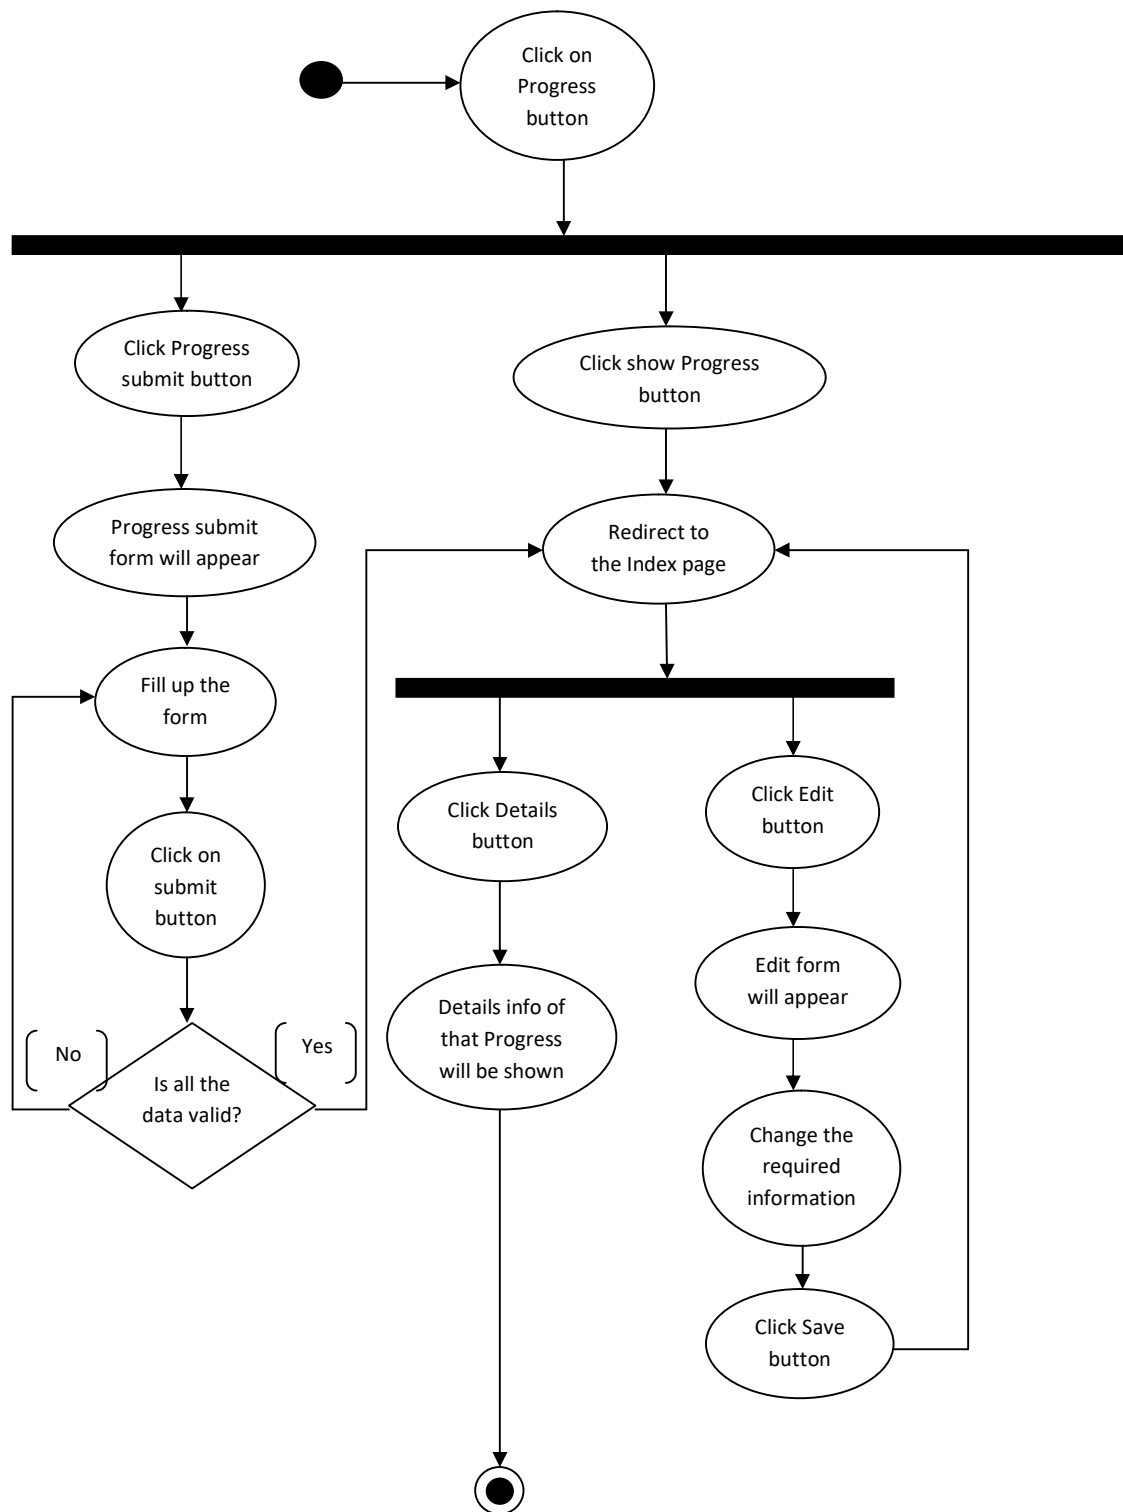 Click on
Progress
button
Click Progress
submit button
Click show Progress
button
Progress submit
form will appear
Redirect to
the Index page
Fill up the
form
Click Details
button
Click Edit
button
Click on
submit
button
Edit form
will appear
Details info of
that Progress
will be shown
No
Yes
Is all the
data valid?
Change the
required
information
Click Save
button